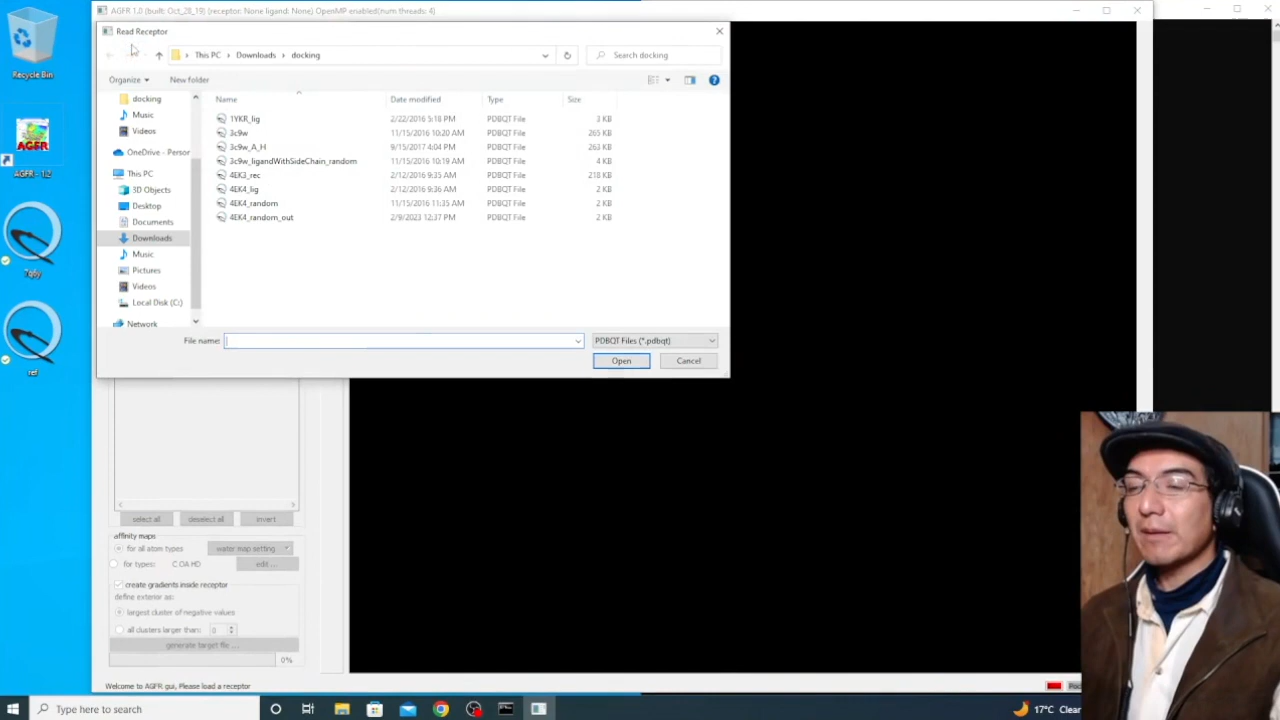 AGFR 1.0 (built: Oct_28_19) (receptor: None ligand: None) OpenMP enabled(num threads: 4)
Read Receptor
This PC > Downloads > docking
Search docking
Organize
New folder
Name
Date modified
Type
Size
1YKR_lig 2/22/2016 5:18 PM PDBQT File 3 KB
3c9w 11/15/2016 10:20 AM PDBQT File 265 KB
3c9w_A_H 9/15/2017 4:04 PM PDBQT File 263 KB
3c9w_ligandWithSideChain_random 11/15/2016 10:19 AM PDBQT File 4 KB
4EK3_rec 2/12/2016 9:35 AM PDBQT File 218 KB
4EK4_lig 2/12/2016 9:36 AM PDBQT File 2 KB
4EK4_random 11/15/2016 11:35 AM PDBQT File 2 KB
4EK4_random_out 2/9/2023 12:37 PM PDBQT File 2 KB
docking
Music
Videos
OneDrive - Person
This PC
3D Objects
Desktop
Documents
Downloads
Music
Pictures
Videos
Local Disk (C:)
Network
File name:
PDBQT Files (*.pdbqt)
Open
Cancel
Recycle Bin
AGFR
AGFR - 1.2
ref
select all
deselect all
invert
affinity maps
for all atom types
water map setting
for types: C OA HD
edit ...
create gradients inside receptor
define exterior as:
largest cluster of negative values
all clusters larger than: 0
generate target file ...
0%
Welcome to AGFR gui, Please load a receptor
Type here to search
17°C Clear